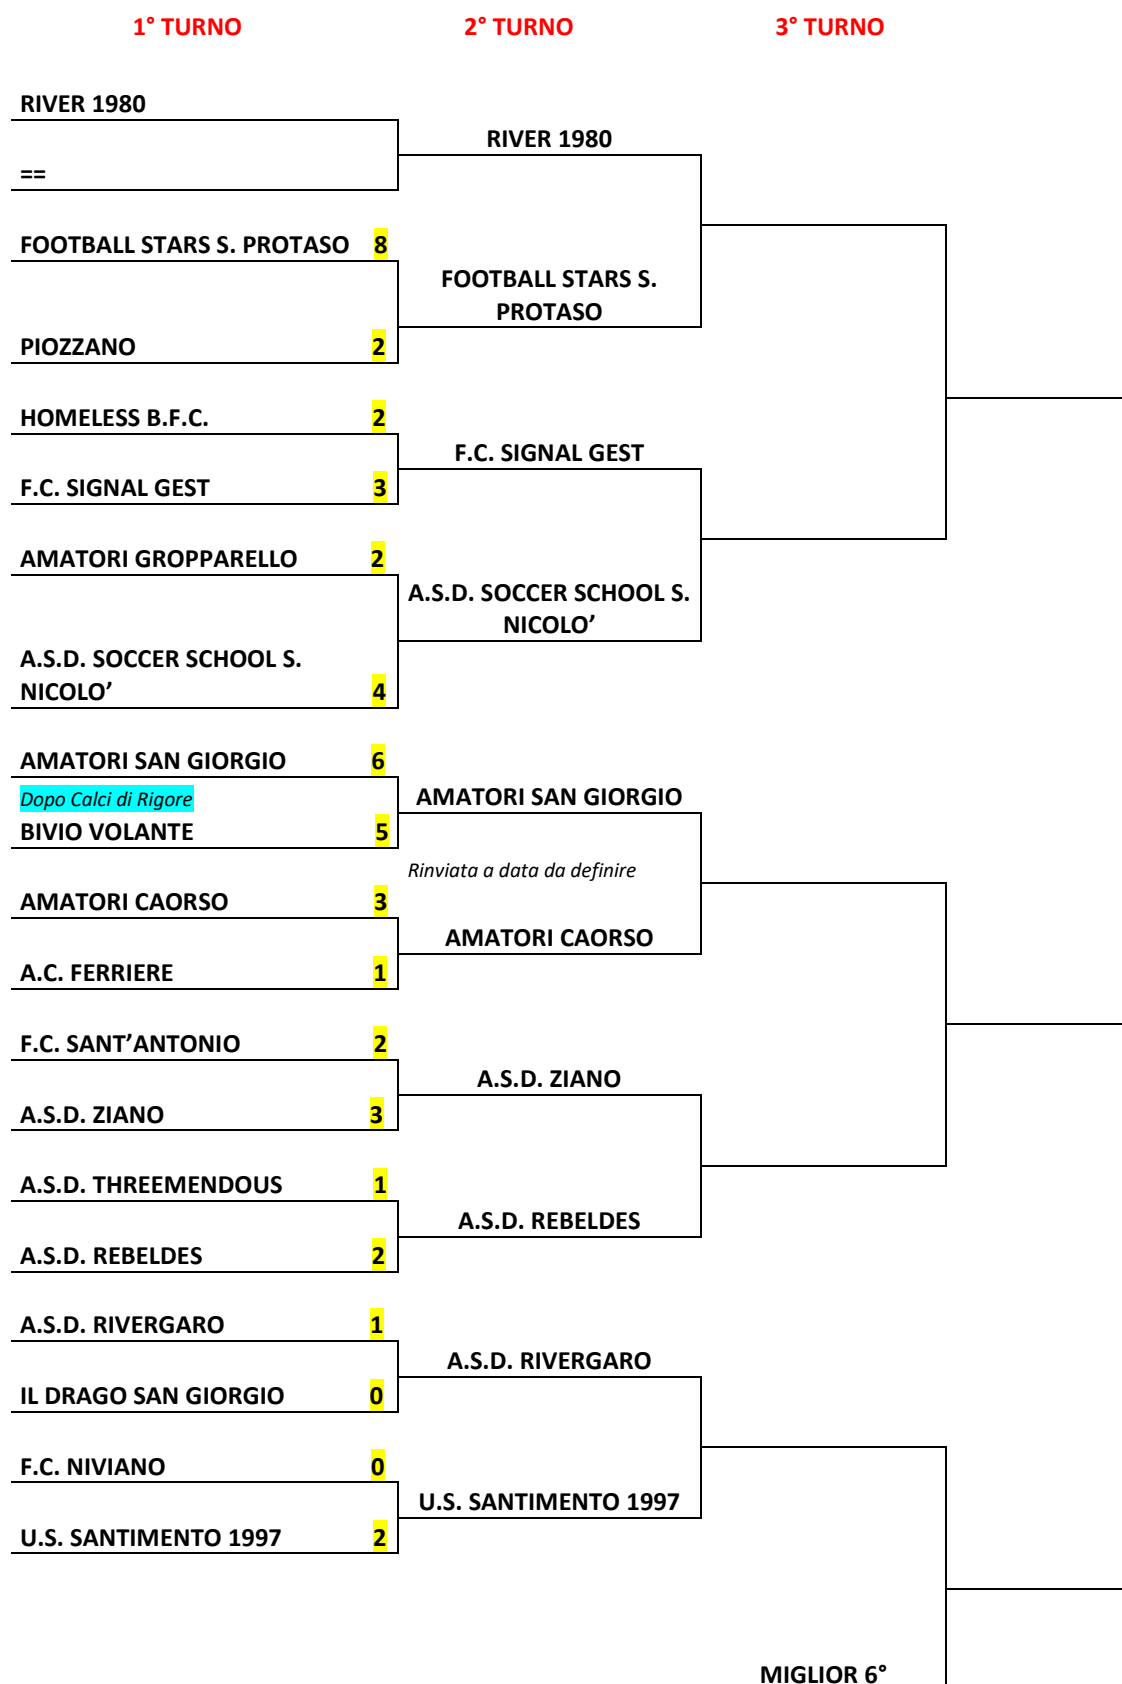 1° TURNO 2° TURNO 3° TURNO
RIVER 1980
RIVER 1980
==
FOOTBALL STARS S. PROTASO 8
FOOTBALL STARS S.
PROTASO
PIOZZANO 2
HOMELESS B.F.C. 2
F.C. SIGNAL GEST
F.C. SIGNAL GEST 3
AMATORI GROPPARELLO 2
A.S.D. SOCCER SCHOOL S.
NICOLO’
A.S.D. SOCCER SCHOOL S.
NICOLO’ 4
AMATORI SAN GIORGIO 6
Dopo Calci di Rigore
AMATORI SAN GIORGIO
BIVIO VOLANTE 5
Rinviata a data da definire
AMATORI CAORSO 3
AMATORI CAORSO
A.C. FERRIERE 1
F.C. SANT’ANTONIO 2
A.S.D. ZIANO
A.S.D. ZIANO 3
A.S.D. THREEMENDOUS 1
A.S.D. REBELDES
A.S.D. REBELDES 2
A.S.D. RIVERGARO 1
A.S.D. RIVERGARO
IL DRAGO SAN GIORGIO 0
F.C. NIVIANO 0
U.S. SANTIMENTO 1997
U.S. SANTIMENTO 1997 2
MIGLIOR 6°